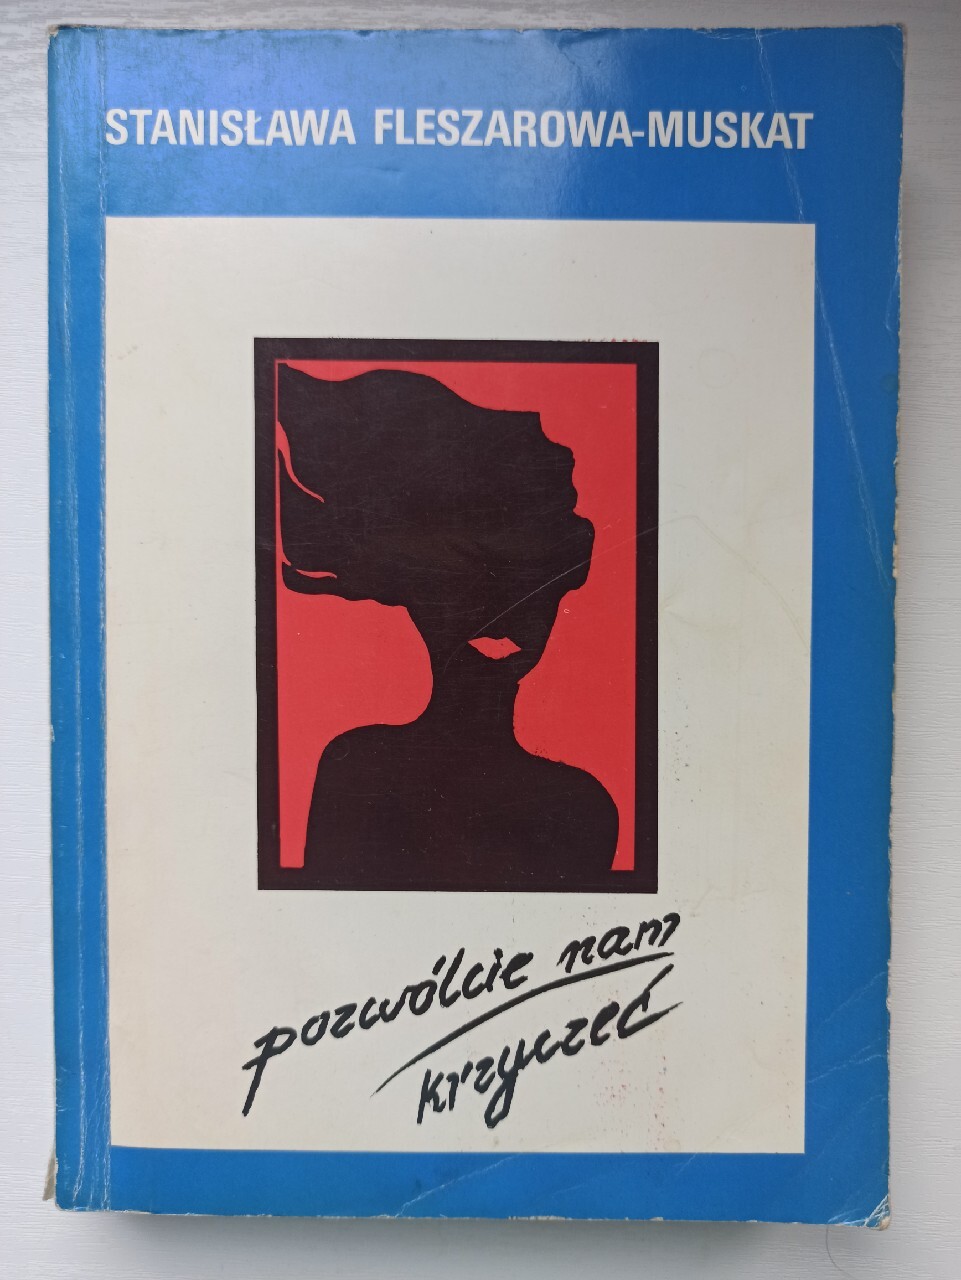 STANISŁAWA FLESZAROWA-MUSKAT
pozwólcie nam
krzyczeć